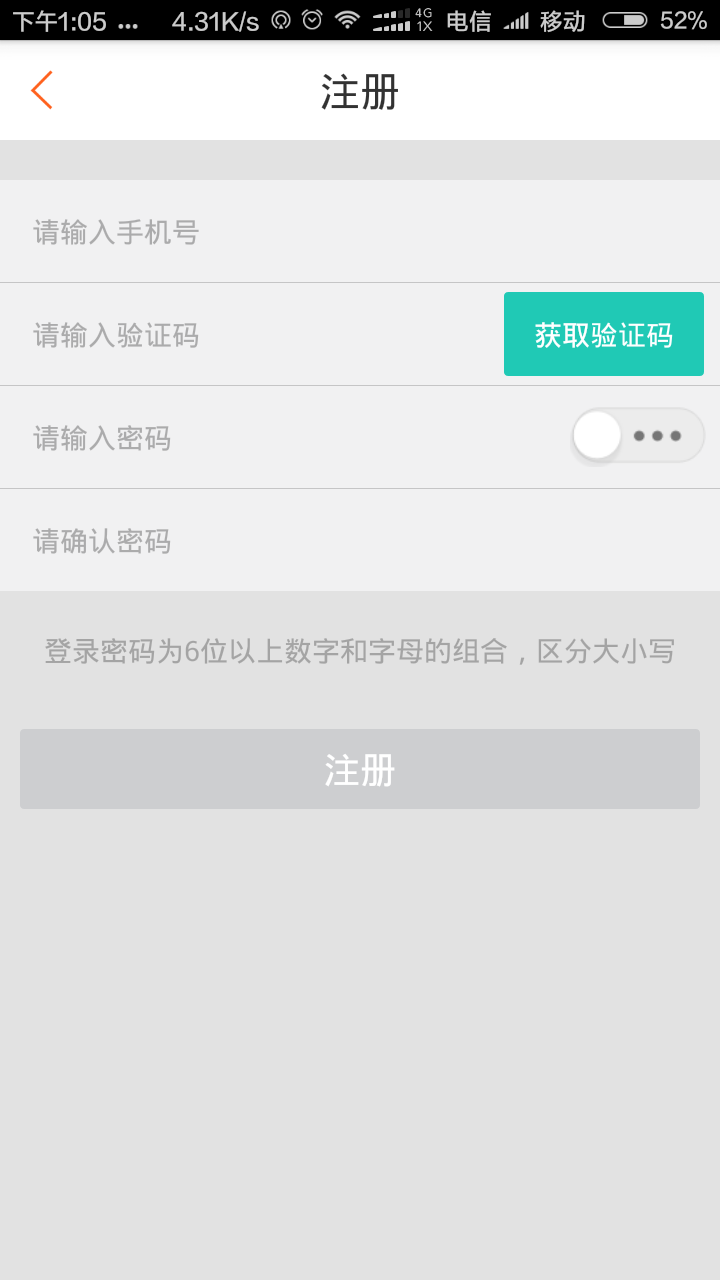 下午1:05 ... 4.31K/s 4G 1X 电信 移动 52%
注册
请输入手机号
请输入验证码 获取验证码
请输入密码
请确认密码
登录密码为6位以上数字和字母的组合，区分大小写
注册